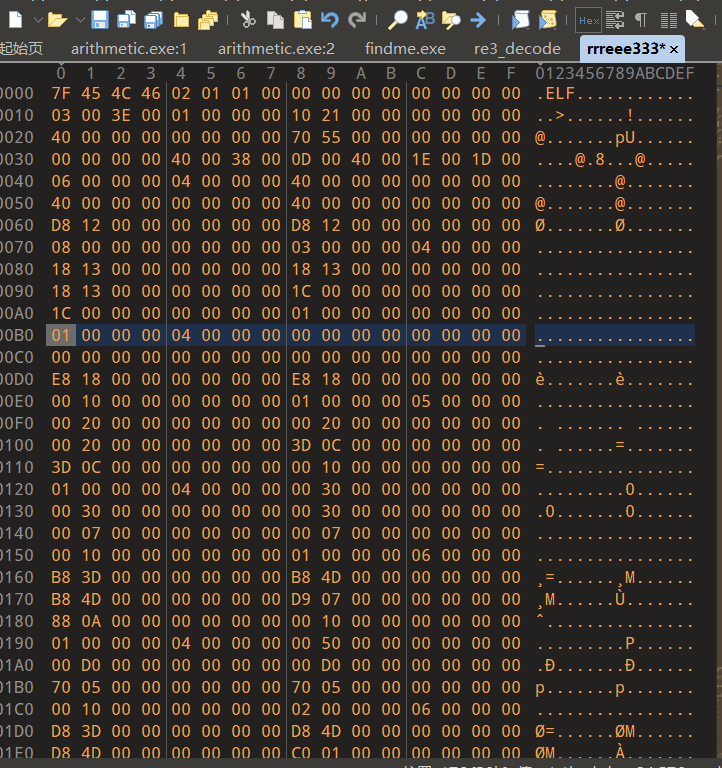 Hex
起始页 arithmetic.exe:1 arithmetic.exe:2 findme.exe re3_decode rrreee333* ×
0 1 2 3 4 5 6 7 8 9 A B C D E F 0123456789ABCDEF
0000 7F 45 4C 46 02 01 01 00 00 00 00 00 00 00 00 00 .ELF............
0010 03 00 3E 00 01 00 00 00 10 21 00 00 00 00 00 00 ..>......!......
0020 40 00 00 00 00 00 00 00 70 55 00 00 00 00 00 00 @.......pU......
0030 00 00 00 00 40 00 38 00 0D 00 40 00 1E 00 1D 00 ....@.8...@.....
0040 06 00 00 00 04 00 00 00 40 00 00 00 00 00 00 00 ........@.......
0050 40 00 00 00 00 00 00 00 40 00 00 00 00 00 00 00 @.......@.......
0060 D8 12 00 00 00 00 00 00 D8 12 00 00 00 00 00 00 Ø.......Ø.......
0070 08 00 00 00 00 00 00 00 03 00 00 00 04 00 00 00 ................
0080 18 13 00 00 00 00 00 00 18 13 00 00 00 00 00 00 ................
0090 18 13 00 00 00 00 00 00 1C 00 00 00 00 00 00 00 ................
00A0 1C 00 00 00 00 00 00 00 01 00 00 00 00 00 00 00 ................
00B0 01 00 00 00 04 00 00 00 00 00 00 00 00 00 00 00 ................
00C0 00 00 00 00 00 00 00 00 00 00 00 00 00 00 00 00 ................
00D0 E8 18 00 00 00 00 00 00 E8 18 00 00 00 00 00 00 è.......è.......
00E0 00 10 00 00 00 00 00 00 01 00 00 00 05 00 00 00 ................
00F0 00 20 00 00 00 00 00 00 00 20 00 00 00 00 00 00 . ....... ......
0100 00 20 00 00 00 00 00 00 3D 0C 00 00 00 00 00 00 . ......=.......
0110 3D 0C 00 00 00 00 00 00 00 10 00 00 00 00 00 00 =...............
0120 01 00 00 00 04 00 00 00 00 30 00 00 00 00 00 00 .........0......
0130 00 30 00 00 00 00 00 00 00 30 00 00 00 00 00 00 .0.......0......
0140 00 07 00 00 00 00 00 00 00 07 00 00 00 00 00 00 ................
0150 00 10 00 00 00 00 00 00 01 00 00 00 06 00 00 00 ................
0160 B8 3D 00 00 00 00 00 00 B8 4D 00 00 00 00 00 00 ¸=......¸M......
0170 B8 4D 00 00 00 00 00 00 D9 07 00 00 00 00 00 00 ¸M......Ù.......
0180 88 0A 00 00 00 00 00 00 00 10 00 00 00 00 00 00 ˆ...............
0190 01 00 00 00 04 00 00 00 00 50 00 00 00 00 00 00 .........P......
01A0 00 D0 00 00 00 00 00 00 00 D0 00 00 00 00 00 00 .Ð.......Ð......
01B0 70 05 00 00 00 00 00 00 70 05 00 00 00 00 00 00 p.......p.......
01C0 00 10 00 00 00 00 00 00 02 00 00 00 06 00 00 00 ................
01D0 D8 3D 00 00 00 00 00 00 D8 4D 00 00 00 00 00 00 Ø=......ØM......
01E0 D8 4D 00 00 00 00 00 00 C0 01 00 00 00 00 00 00 ØM......À.......